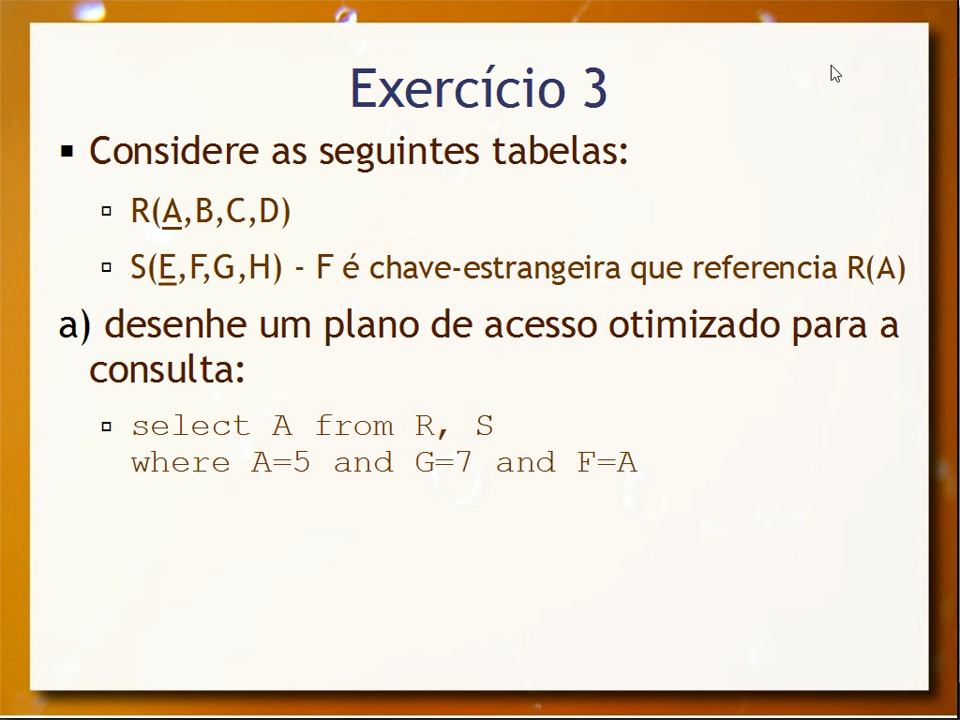 Exercício 3
Considere as seguintes tabelas:
R(A,B,C,D)
S(E,F,G,H) - F é chave-estrangeira que referencia R(A)
a) desenhe um plano de acesso otimizado para a
consulta:
select A from R, S
where A=5 and G=7 and F=A